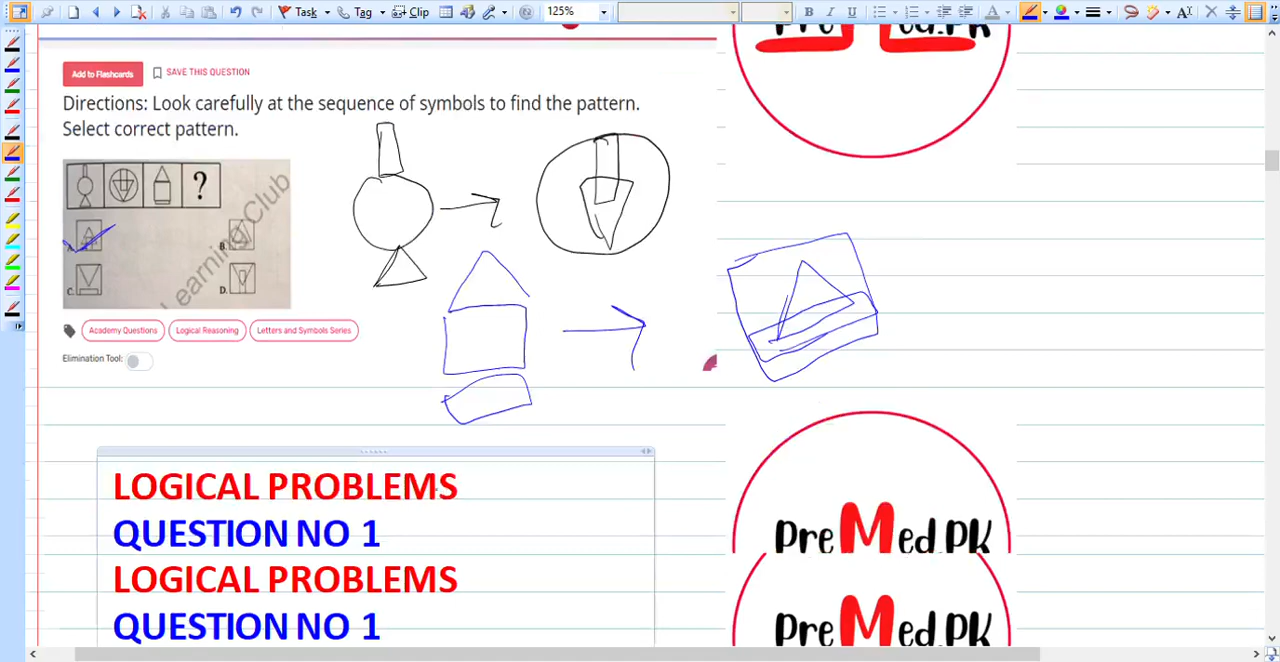 Task
Tag
Clip
125%
B I U
Add to Flashcards
SAVE THIS QUESTION
Directions: Look carefully at the sequence of symbols to find the pattern.
Select correct pattern.
?
A.
B.
C.
D.
Learning Club
Academy Questions
Logical Reasoning
Letters and Symbols Series
Elimination Tool:
LOGICAL PROBLEMS
QUESTION NO 1
LOGICAL PROBLEMS
QUESTION NO 1
PreMed.PK
PreMed.PK